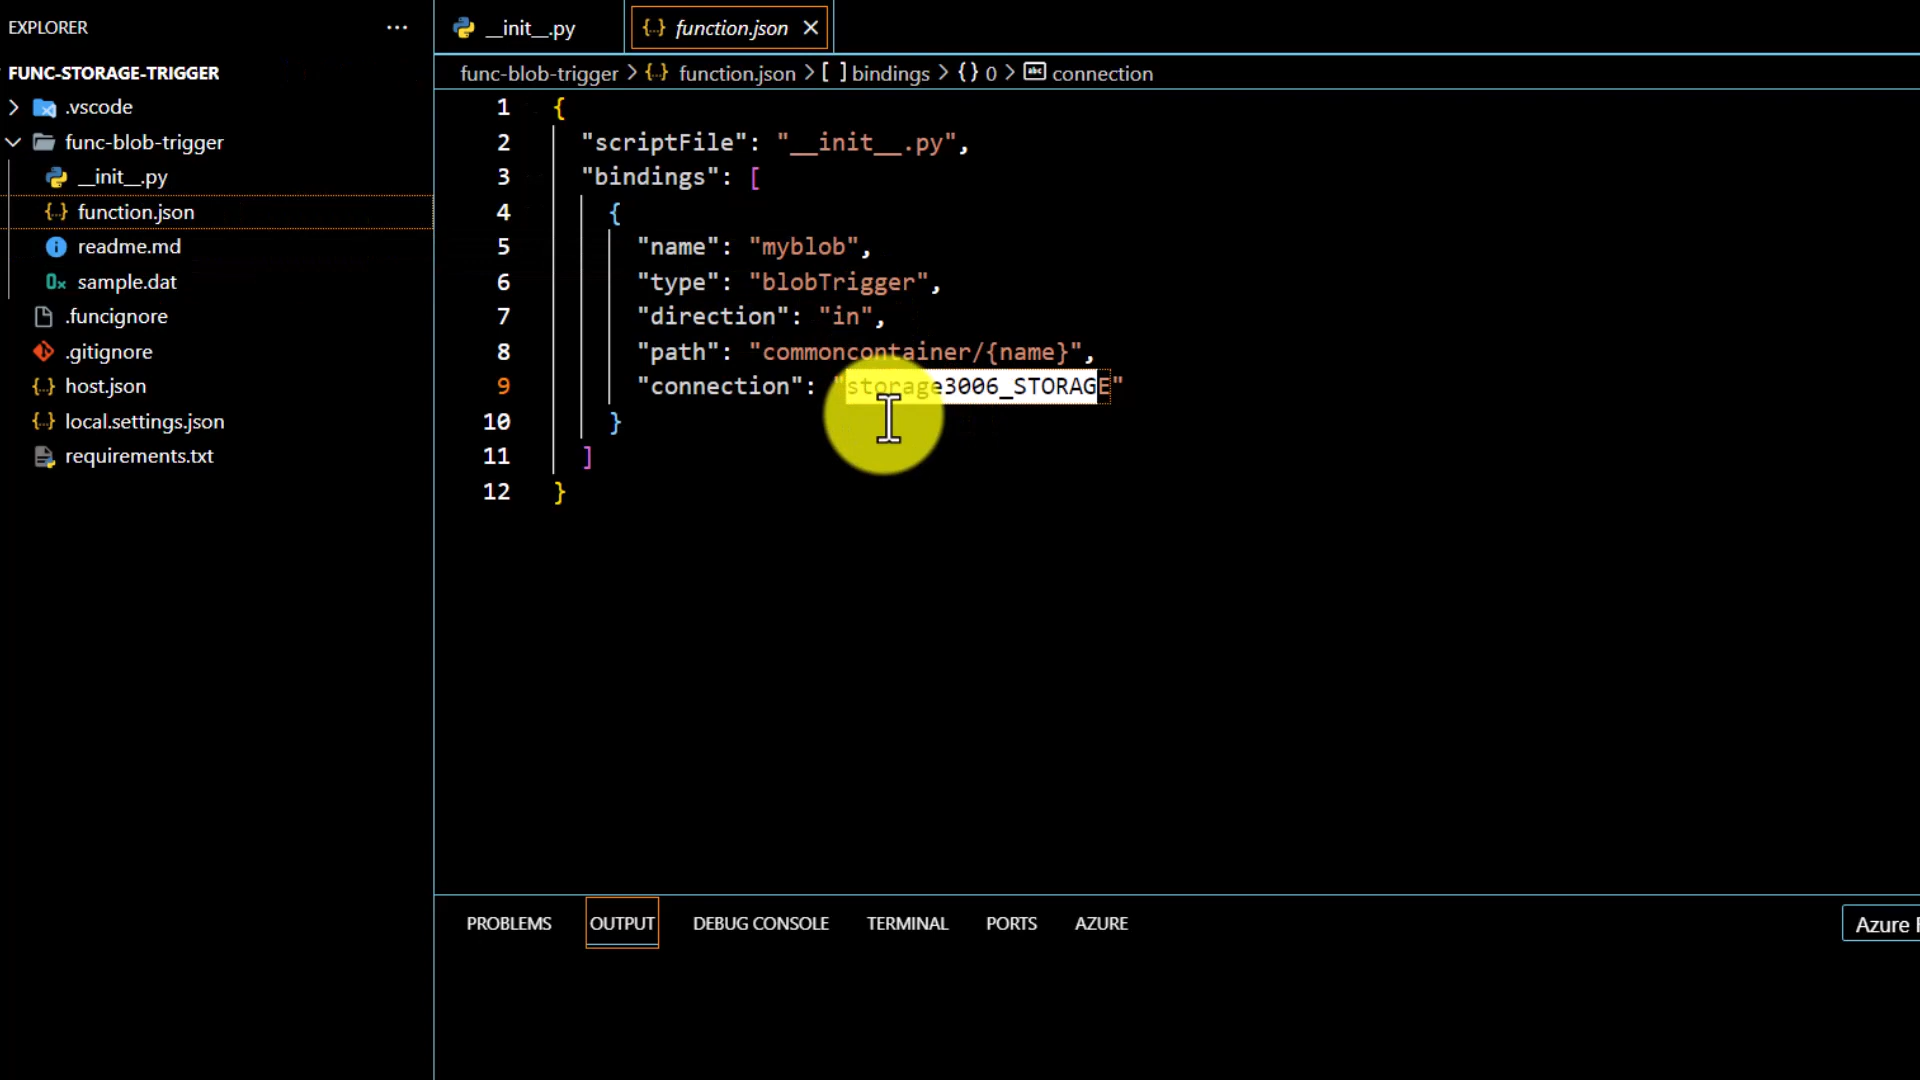 EXPLORER ···
FUNC-STORAGE-TRIGGER
.vscode
func-blob-trigger
__init__.py
function.json
readme.md
sample.dat
.funcignore
.gitignore
host.json
local.settings.json
requirements.txt
__init__.py
function.json
func-blob-trigger > {..} function.json > [ ] bindings > {} 0 > abc connection
1 {
2 "scriptFile": "__init__.py",
3 "bindings": [
4 {
5 "name": "myblob",
6 "type": "blobTrigger",
7 "direction": "in",
8 "path": "commoncontainer/{name}",
9 "connection": "storage3006_STORAGE"
10 }
11 ]
12 }
PROBLEMS OUTPUT DEBUG CONSOLE TERMINAL PORTS AZURE
Azure